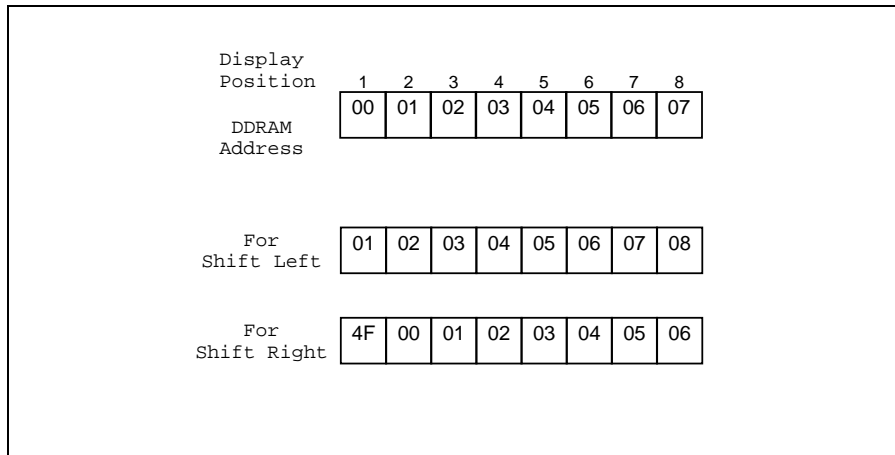 Display
Position 1 2 3 4 5 6 7 8
DDRAM
Address 00 01 02 03 04 05 06 07
For
Shift Left 01 02 03 04 05 06 07 08
For
Shift Right 4F 00 01 02 03 04 05 06